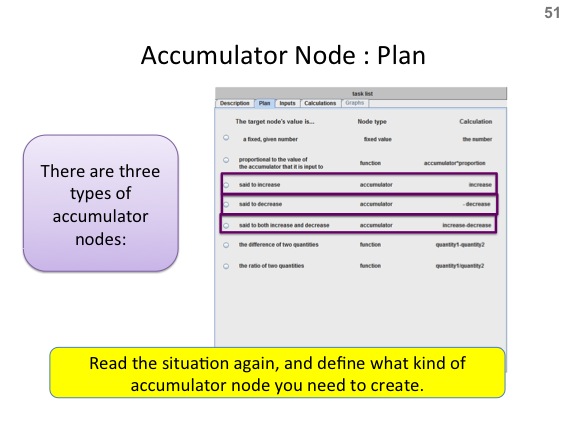 51
Accumulator Node : Plan
There are three
types of
accumulator
nodes:
task list
Description Plan Inputs Calculations Graphs
The target node's value is... Node type Calculation
a fixed, given number fixed value the number
proportional to the value of
the accumulator that it is input to function accumulator*proportion
said to increase accumulator increase
said to decrease accumulator - decrease
said to both increase and decrease accumulator increase-decrease
the difference of two quantities function quantity1-quantity2
the ratio of two quantities function quantity1/quantity2
Read the situation again, and define what kind of
accumulator node you need to create.